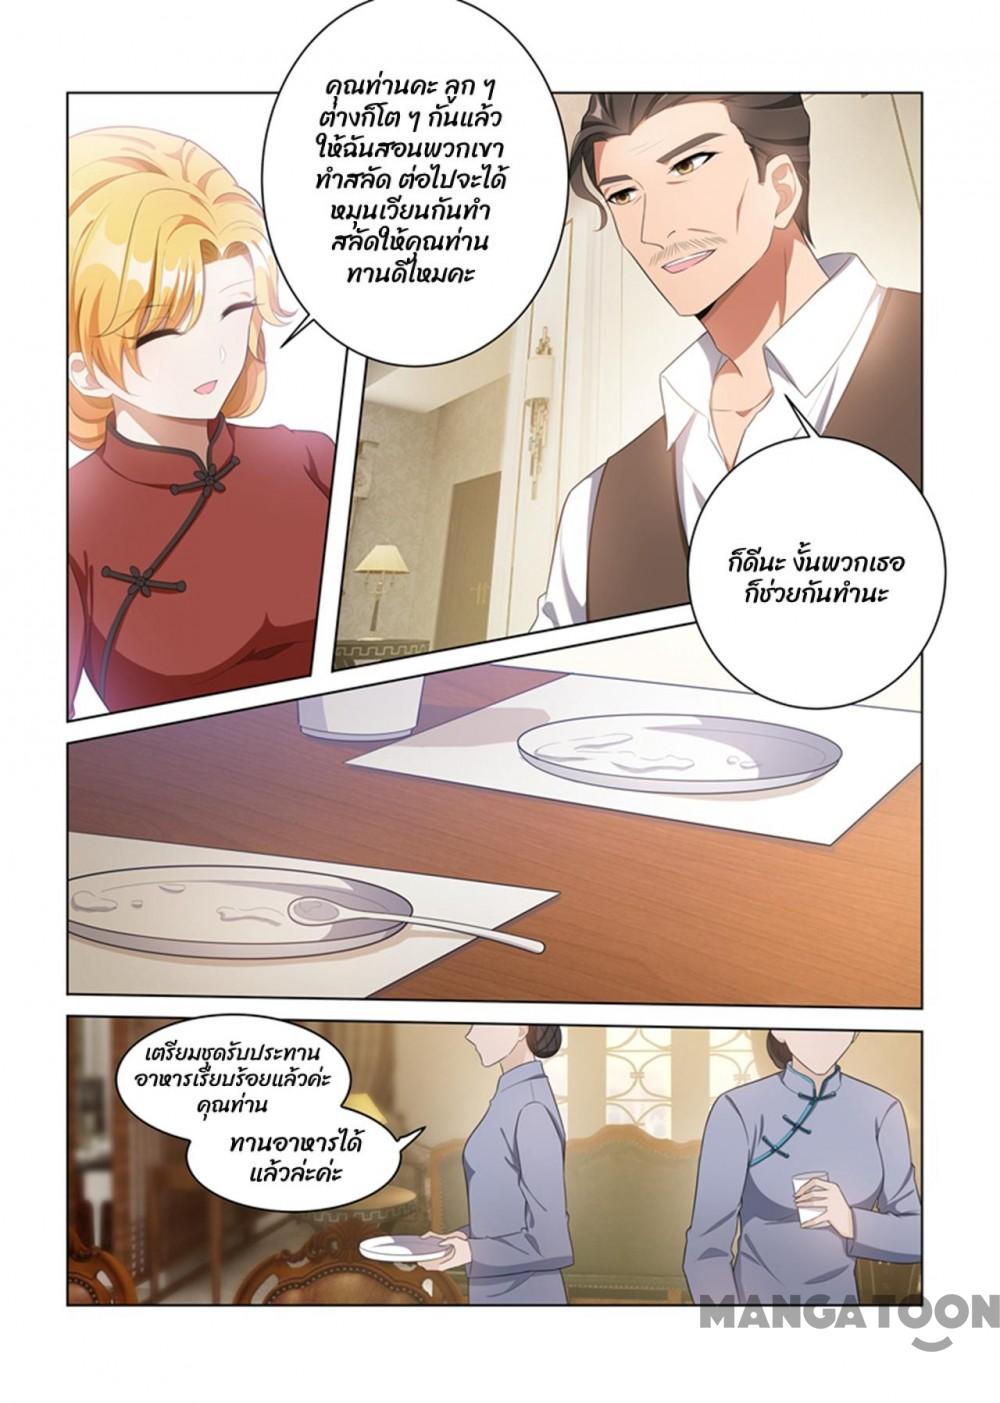 คุณท่านคะ ลูก ๆ
ต่างก็โต ๆ กันแล้ว
ให้ฉันสอนพวกเขา
ทำสลัด ต่อไปจะได้
หมุนเวียนกันทำ
สลัดให้คุณท่าน
ทานดีไหมคะ
ก็ดีนะ งั้นพวกเธอ
ก็ช่วยกันทำนะ
เตรียมชุดรับประทาน
อาหารเรียบร้อยแล้วค่ะ
คุณท่าน
ทานอาหารได้
แล้วล่ะค่ะ
MANGATOON